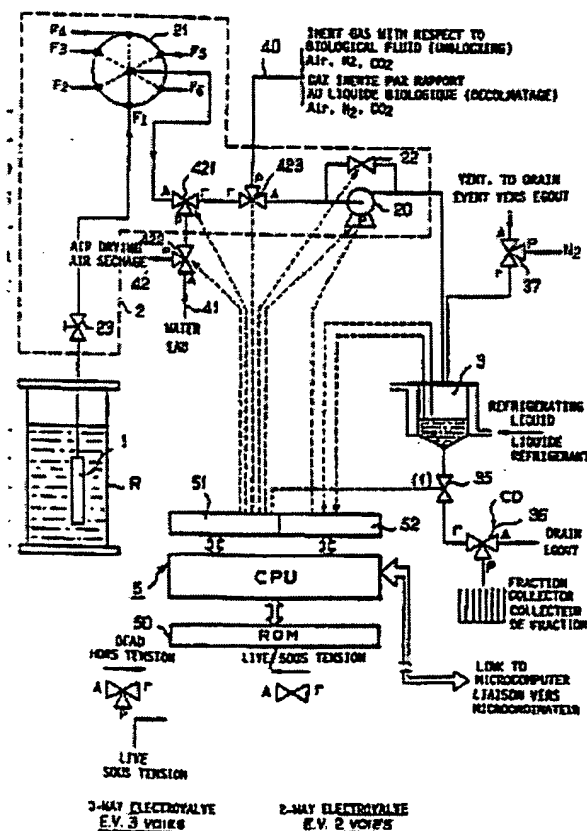 INERT GAS WITH RESPECT TO
BIOLOGICAL FLUID (UNBLOCKING)
Air, N2, CO2
GAZ INERTE PAR RAPPORT
AU LIQUIDE BIOLOGIQUE (DECOLMATAGE)
Air, N2, CO2
40
F4
21
F3
F5
F2
F6
F1
421
423
22
A
r
r
P
A
P
20
VENT. TO DRAIN
EVENT VERS EGOUT
A
P
N2
r
37
AIR DRYING
AIR SECHAGE
422
42
A
41
2
WATER
EAU
23
3
REFRIGERATING
LIQUID
LIQUIDE
REFRIGERANT
1
R
(1)
35
CD
36
r
A
P
DRAIN
EGOUT
51
52
5
CPU
FRACTION
COLLECTOR
COLLECTEUR
DE FRACTION
50
ROM
DEAD
HORS TENSION
LIVE/SOUS TENSION
A
r
P
A
r
LINK TO
MICROCOMPUTER
LIAISON VERS
MICROORDINATEUR
LIVE
SOUS TENSION
3-WAY ELECTROVALVE
E.V. 3 VOIES
2-WAY ELECTROVALVE
E.V. 2 VOIES